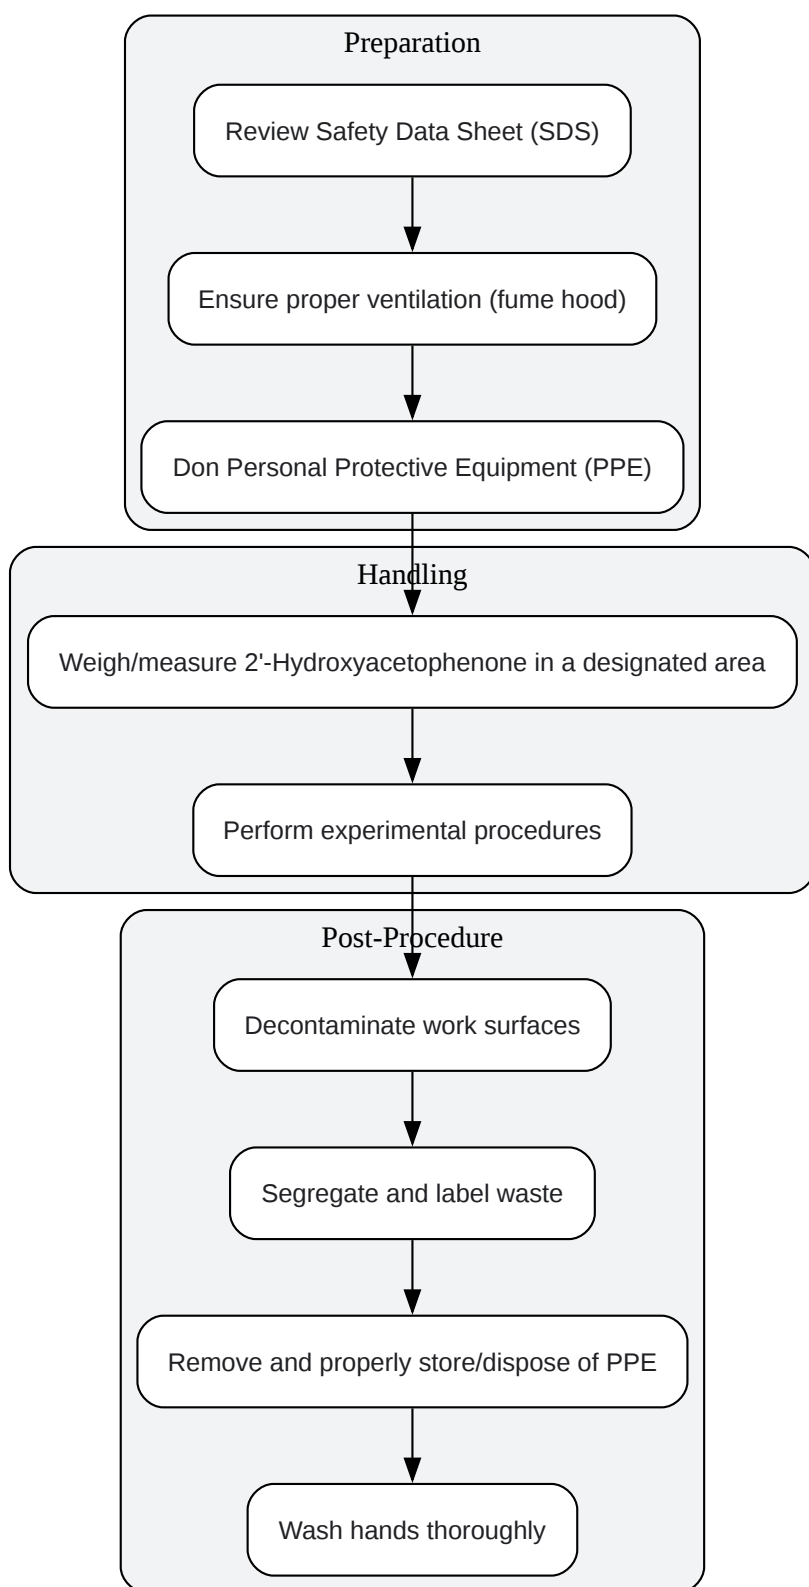 Preparation
Review Safety Data Sheet (SDS)
Ensure proper ventilation (fume hood)
Don Personal Protective Equipment (PPE)
Handling
Weigh/measure 2'-Hydroxyacetophenone in a designated area
Perform experimental procedures
Post-Procedure
Decontaminate work surfaces
Segregate and label waste
Remove and properly store/dispose of PPE
Wash hands thoroughly